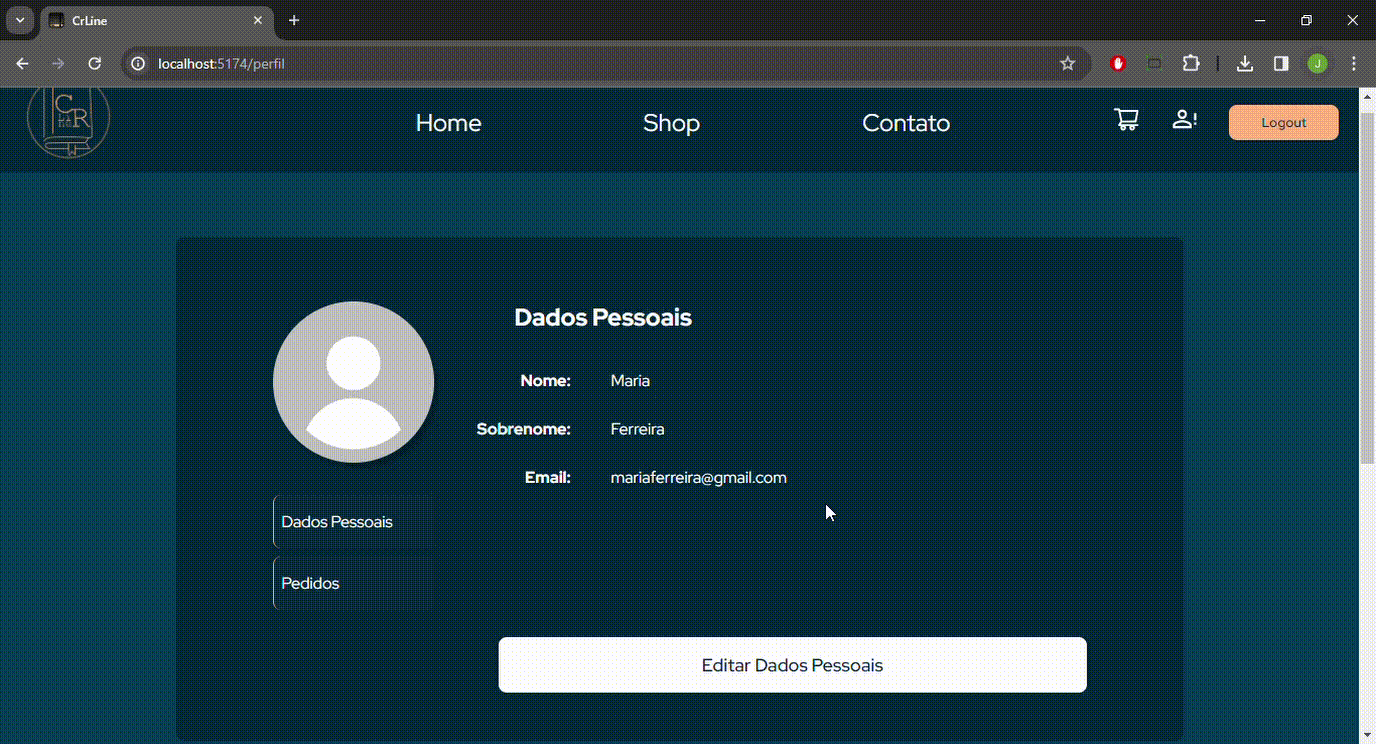 CrLine
localhost:5174/perfil
J
CR
Home Shop Contato Logout
Dados Pessoais
Nome: Maria
Sobrenome: Ferreira
Email: mariaferreira@gmail.com
Dados Pessoais
Pedidos
Editar Dados Pessoais